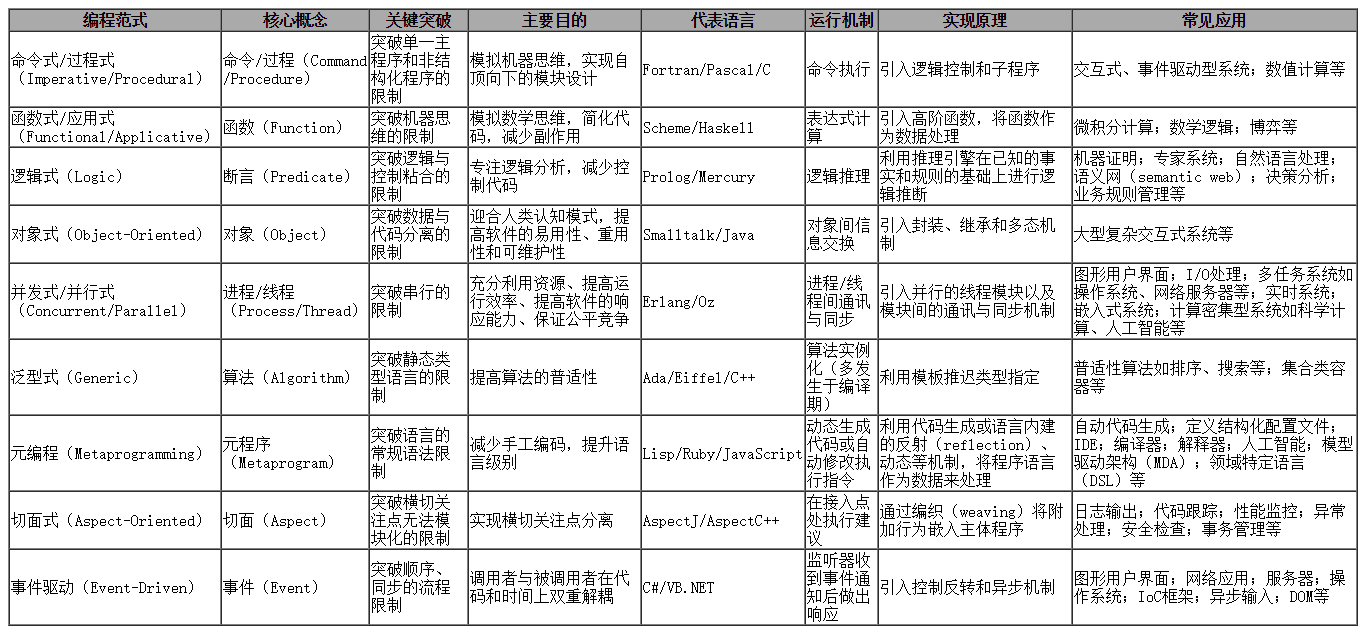 编程范式 核心概念 关键突破 主要目的 代表语言 运行机制 实现原理 常见应用
命令式/过程式
（Imperative/Procedural）
命令/过程（Command
/Procedure）
突破单一主
程序和非结
构化程序的
限制
模拟机器思维，实现自
顶向下的模块设计
Fortran/Pascal/C
命令执行
引入逻辑控制和子程序
交互式、事件驱动型系统；数值计算等
函数式/应用式
（Functional/Applicative）
函数（Function）
突破机器思
维的限制
模拟数学思维，简化代
码，减少副作用
Scheme/Haskell
表达式计
算
引入高阶函数，将函数作
为数据处理
微积分计算；数学逻辑；博弈等
逻辑式（Logic）
断言（Predicate）
突破逻辑与
控制粘合的
限制
专注逻辑分析，减少控
制代码
Prolog/Mercury
逻辑推理
利用推理引擎在已知的事
实和规则的基础上进行逻
辑推断
机器证明；专家系统；自然语言处理；
语义网（semantic web）；决策分析；
业务规则管理等
对象式（Object-Oriented）
对象（Object）
突破数据与
代码分离的
限制
迎合人类认知模式，提
高软件的易用性、重用
性和可维护性
Smalltalk/Java
对象间信
息交换
引入封装、继承和多态机
制
大型复杂交互式系统等
并发式/并行式
（Concurrent/Parallel）
进程/线程
（Process/Thread）
突破串行的
限制
充分利用资源、提高运
行效率、提高软件的响
应能力、保证公平竞争
Erlang/Oz
进程/线
程间通讯
与同步
引入并行的线程模块以及
模块间的通讯与同步机制
图形用户界面；I/O处理；多任务系统如
操作系统、网络服务器等；实时系统；
嵌入式系统；计算密集型系统如科学计
算、人工智能等
泛型式（Generic）
算法（Algorithm）
突破静态类
型语言的限
制
提高算法的普适性
Ada/Eiffel/C++
算法实例
化（多发
生于编译
期）
利用模板推迟类型指定
普适性算法如排序、搜索等；集合类容
器等
元编程（Metaprogramming）
元程序
（Metaprogram）
突破语言的
常规语法限
制
减少手工编码，提升语
言级别
Lisp/Ruby/JavaScript
动态生成
代码或自
动修改执
行指令
利用代码生成或语言内建
的反射（reflection）、
动态等机制，将程序语言
作为数据来处理
自动代码生成；定义结构化配置文件；
IDE；编译器；解释器；人工智能；模型
驱动架构（MDA）；领域特定语言
（DSL）等
切面式（Aspect-Oriented）
切面（Aspect）
突破横切关
注点无法模
块化的限制
实现横切关注点分离
AspectJ/AspectC++
在接入点
处执行建
议
通过编织（weaving）将附
加行为嵌入主体程序
日志输出；代码跟踪；性能监控；异常
处理；安全检查；事务管理等
事件驱动（Event-Driven）
事件（Event）
突破顺序、
同步的流程
限制
调用者与被调用者在代
码和时间上双重解耦
C#/VB.NET
监听器收
到事件通
知后做出
响应
引入控制反转和异步机制
图形用户界面；网络应用；服务器；操
作系统；IoC框架；异步输入；DOM等